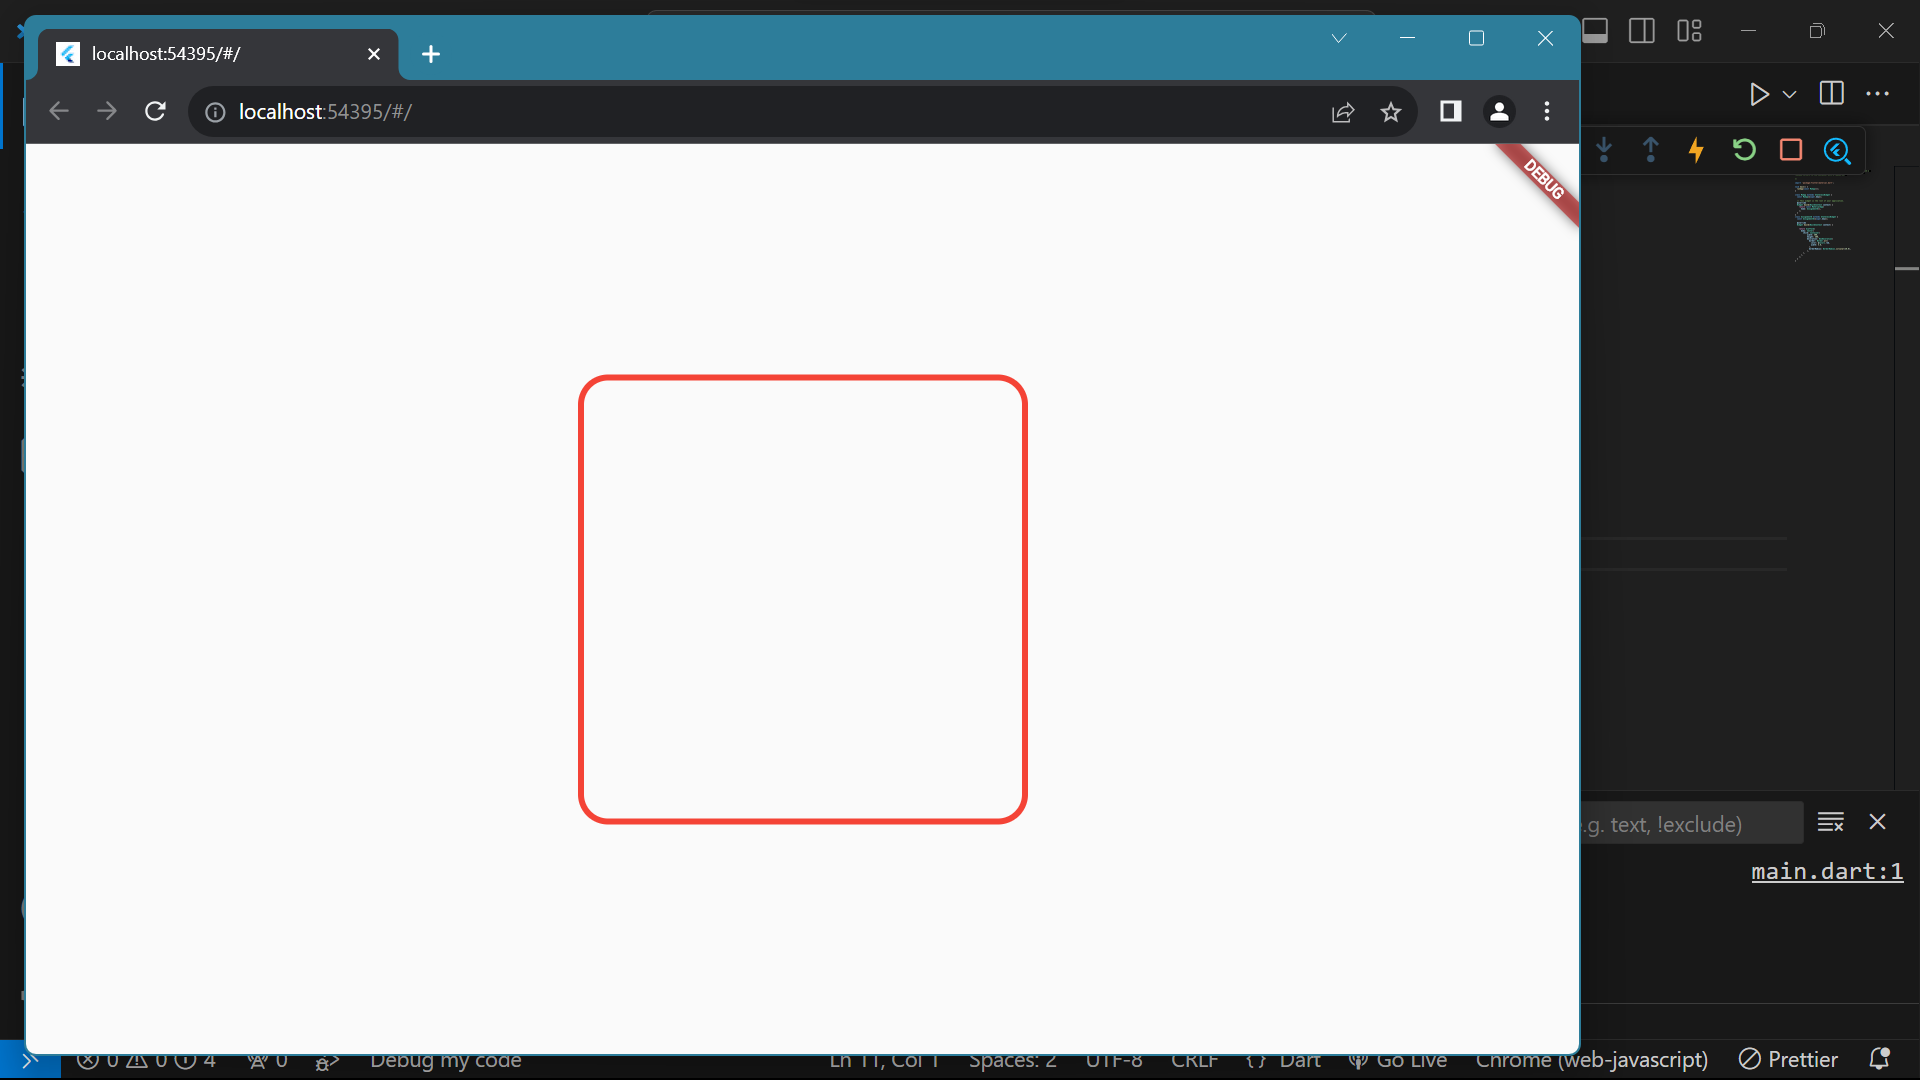 localhost:54395/#/
localhost:54395/#/
DEBUG
.g. text, !exclude)
main.dart:1
0 0 4 0 Debug my code Ln 11, Col 1 Spaces: 2 UTF-8 CRLF {} Dart Go Live Chrome (web-javascript) Prettier